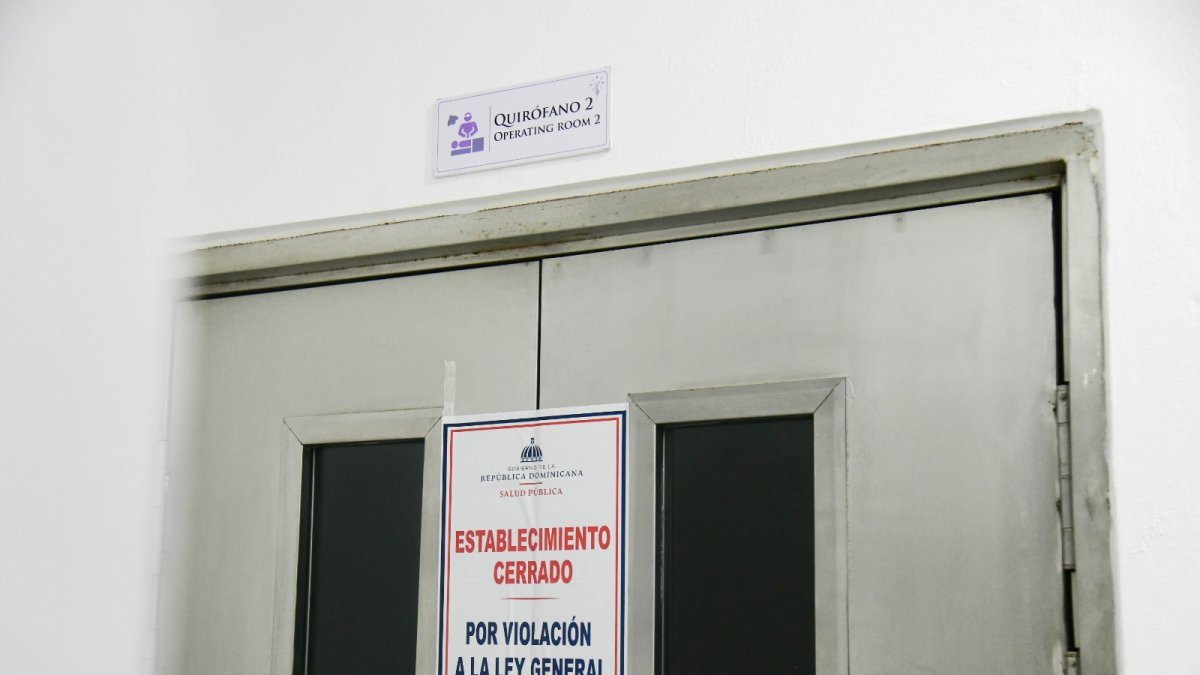 QUIRÓFANO 2
OPERATING ROOM 2
GOBIERNO DE LA
REPÚBLICA DOMINICANA
SALUD PÚBLICA
ESTABLECIMIENTO
CERRADO
POR VIOLACIÓN
A LA LEY GENERAL